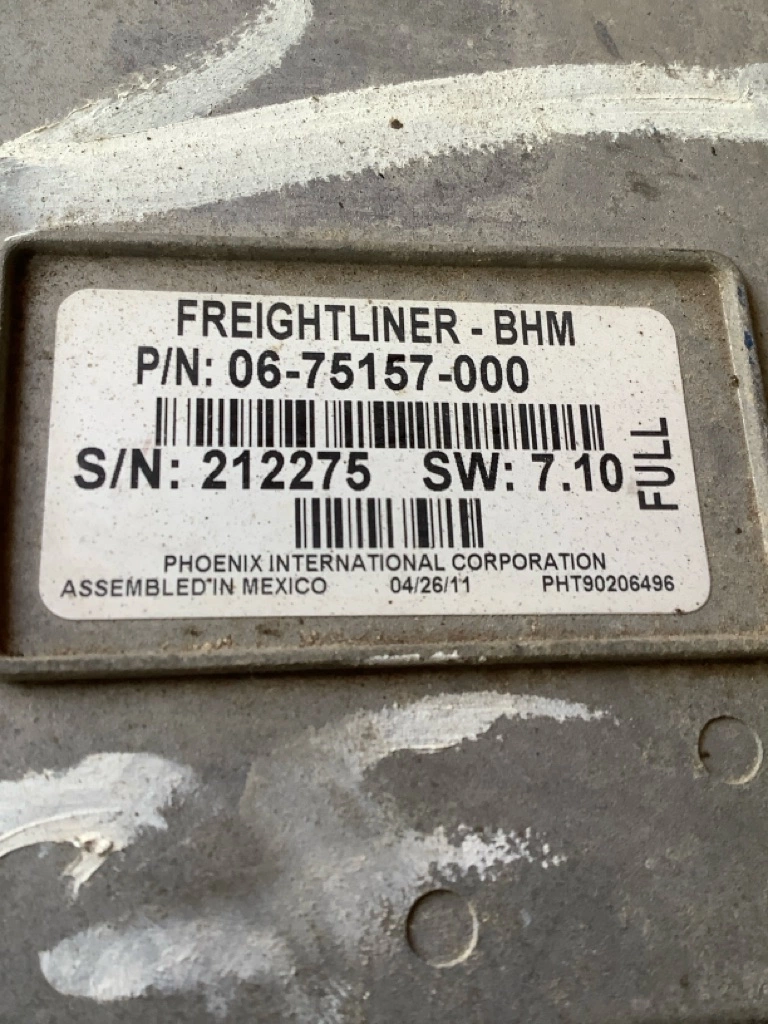 FREIGHTLINER - BHM
P/N: 06-75157-000
S/N: 212275 SW: 7.10
FULL
PHOENIX INTERNATIONAL CORPORATION
ASSEMBLED IN MEXICO 04/26/11 PHT90206496